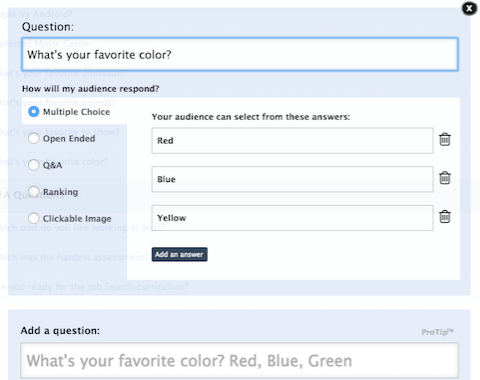 Question:
What's your favorite color?
How will my audience respond?
Multiple Choice
Your audience can select from these answers:
Red
Open Ended
Q&A
Blue
Ranking
Clickable Image
Yellow
Add an answer
Add a question:
ProTip™
What's your favorite color? Red, Blue, Green